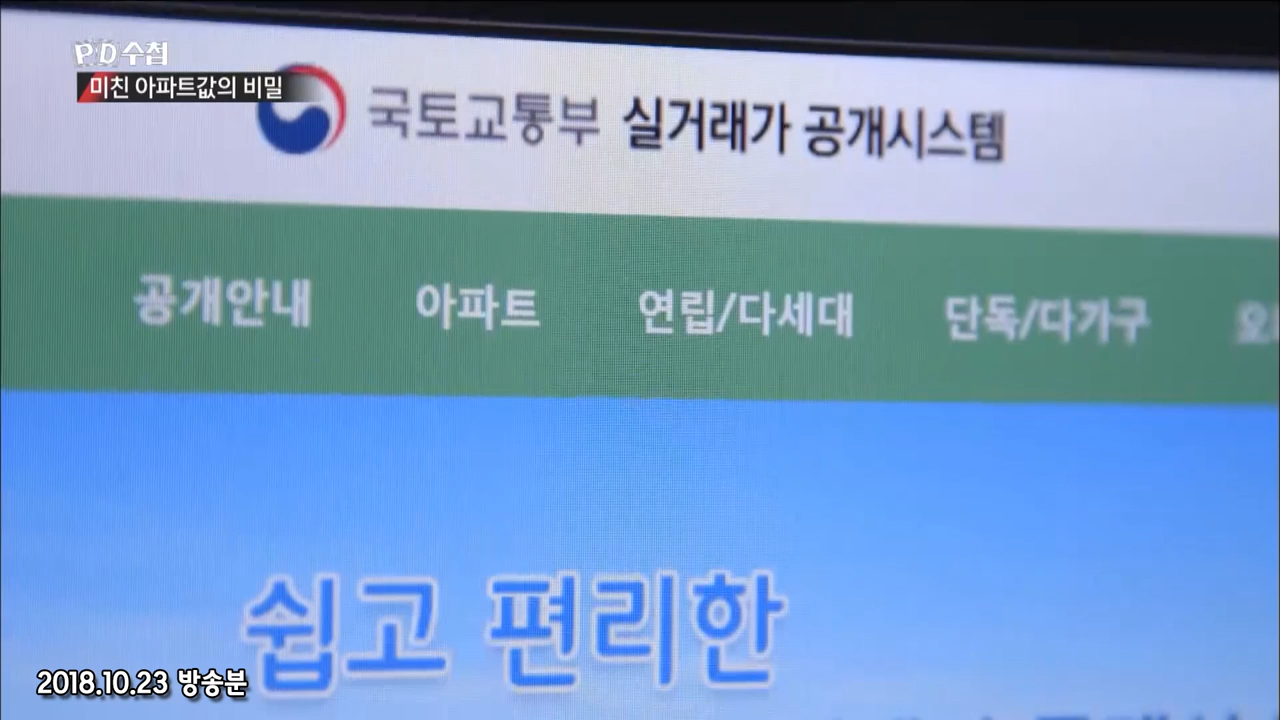 PD수첩
미친 아파트값의 비밀
국토교통부 실거래가 공개시스템
공개안내 아파트 연립/다세대 단독/다가구
쉽고 편리한
2018.10.23 방송분